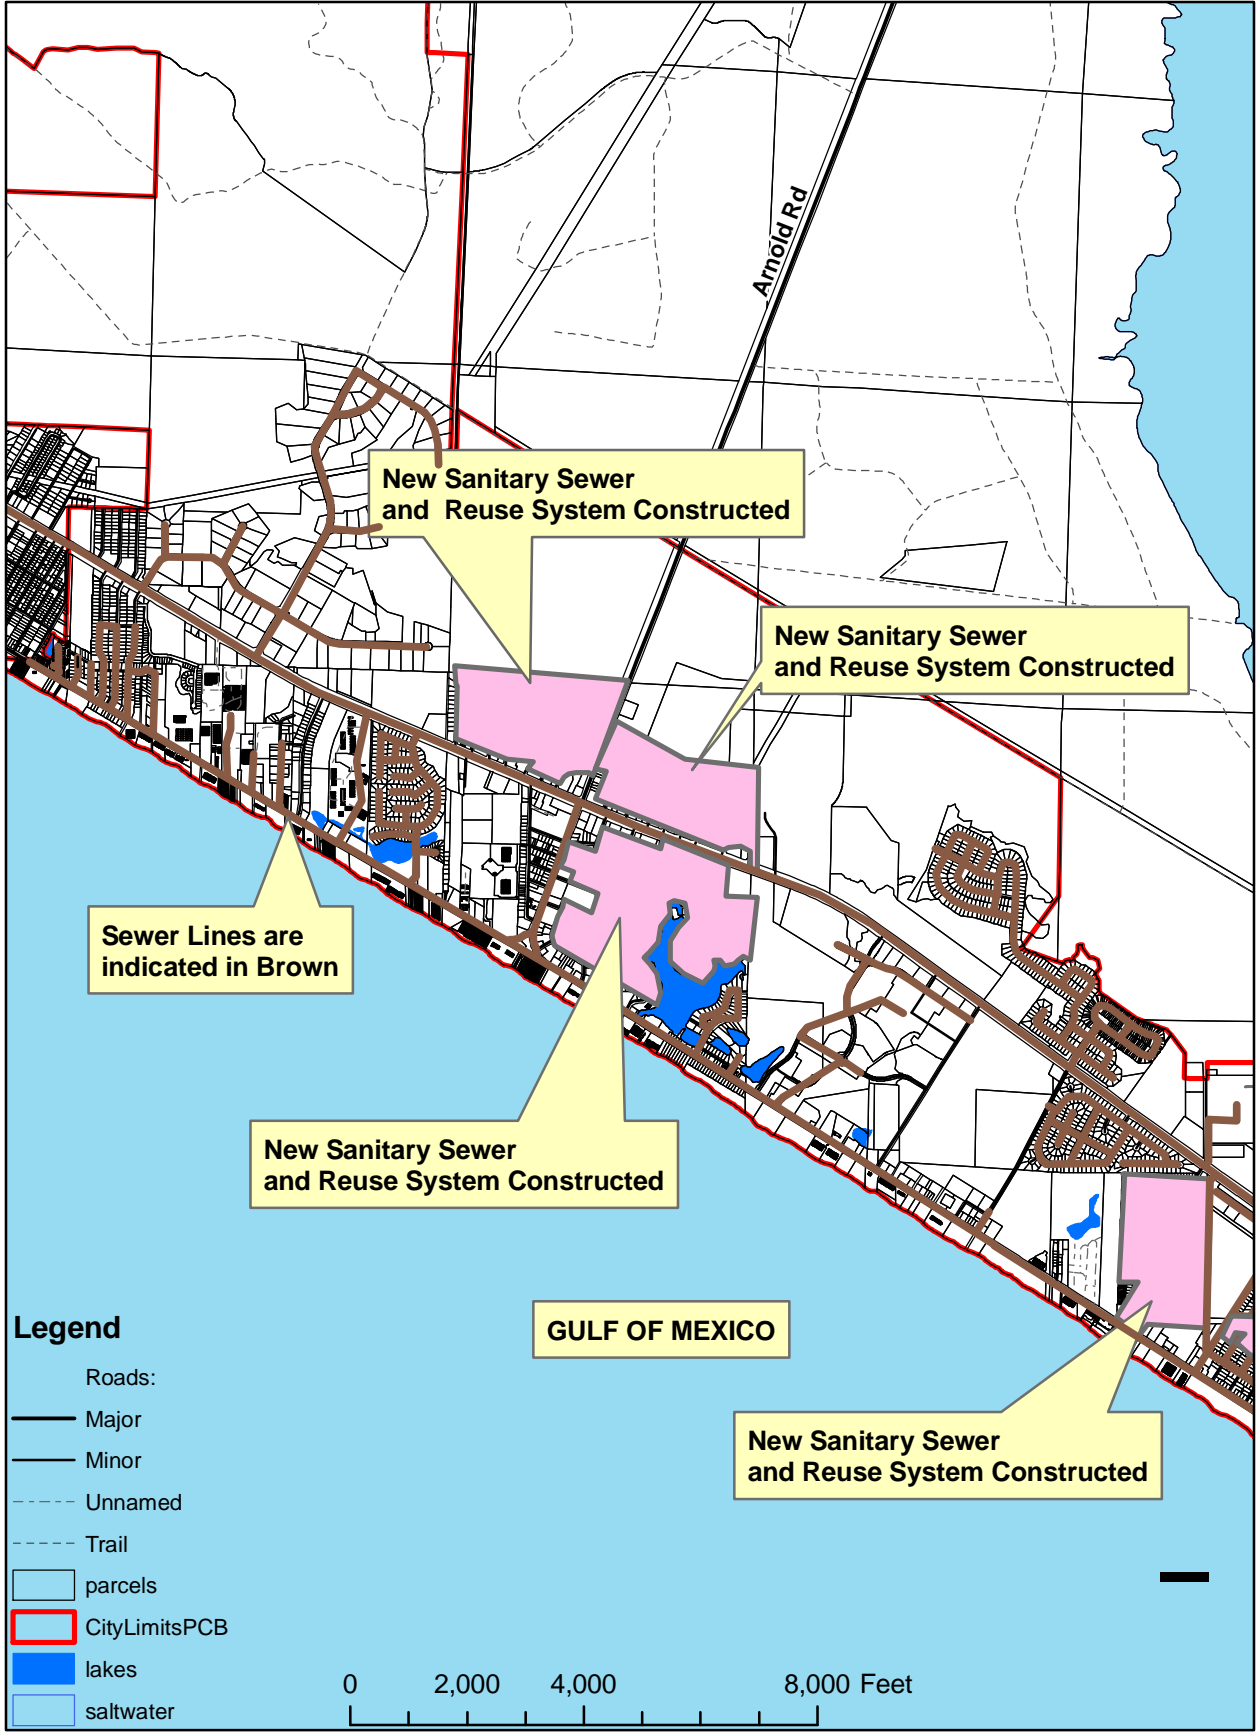 Arnold Rd
New Sanitary Sewer
and Reuse System Constructed
New Sanitary Sewer
and Reuse System Constructed
Sewer Lines are
indicated in Brown
New Sanitary Sewer
and Reuse System Constructed
GULF OF MEXICO
New Sanitary Sewer
and Reuse System Constructed
Legend
Roads:
Major
Minor
Unnamed
Trail
parcels
CityLimitsPCB
lakes
saltwater
0 2,000 4,000 8,000 Feet